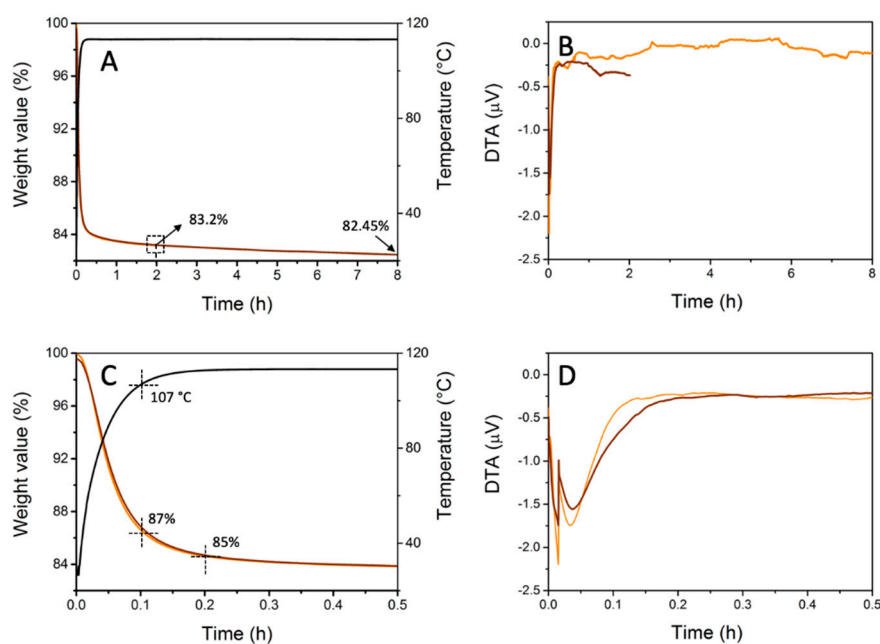 A
100
96
92
88
84
Weight value (%)
120
80
40
Temperature (°C)
83.2%
82.45%
0 1 2 3 4 5 6 7 8
Time (h)
B
0.0
-0.5
-1.0
-1.5
-2.0
-2.5
DTA (μV)
0 2 4 6 8
Time (h)
C
100
96
92
88
84
Weight value (%)
120
80
40
Temperature (°C)
107 °C
87%
85%
0.0 0.1 0.2 0.3 0.4 0.5
Time (h)
D
0.0
-0.5
-1.0
-1.5
-2.0
-2.5
DTA (μV)
0.0 0.1 0.2 0.3 0.4 0.5
Time (h)